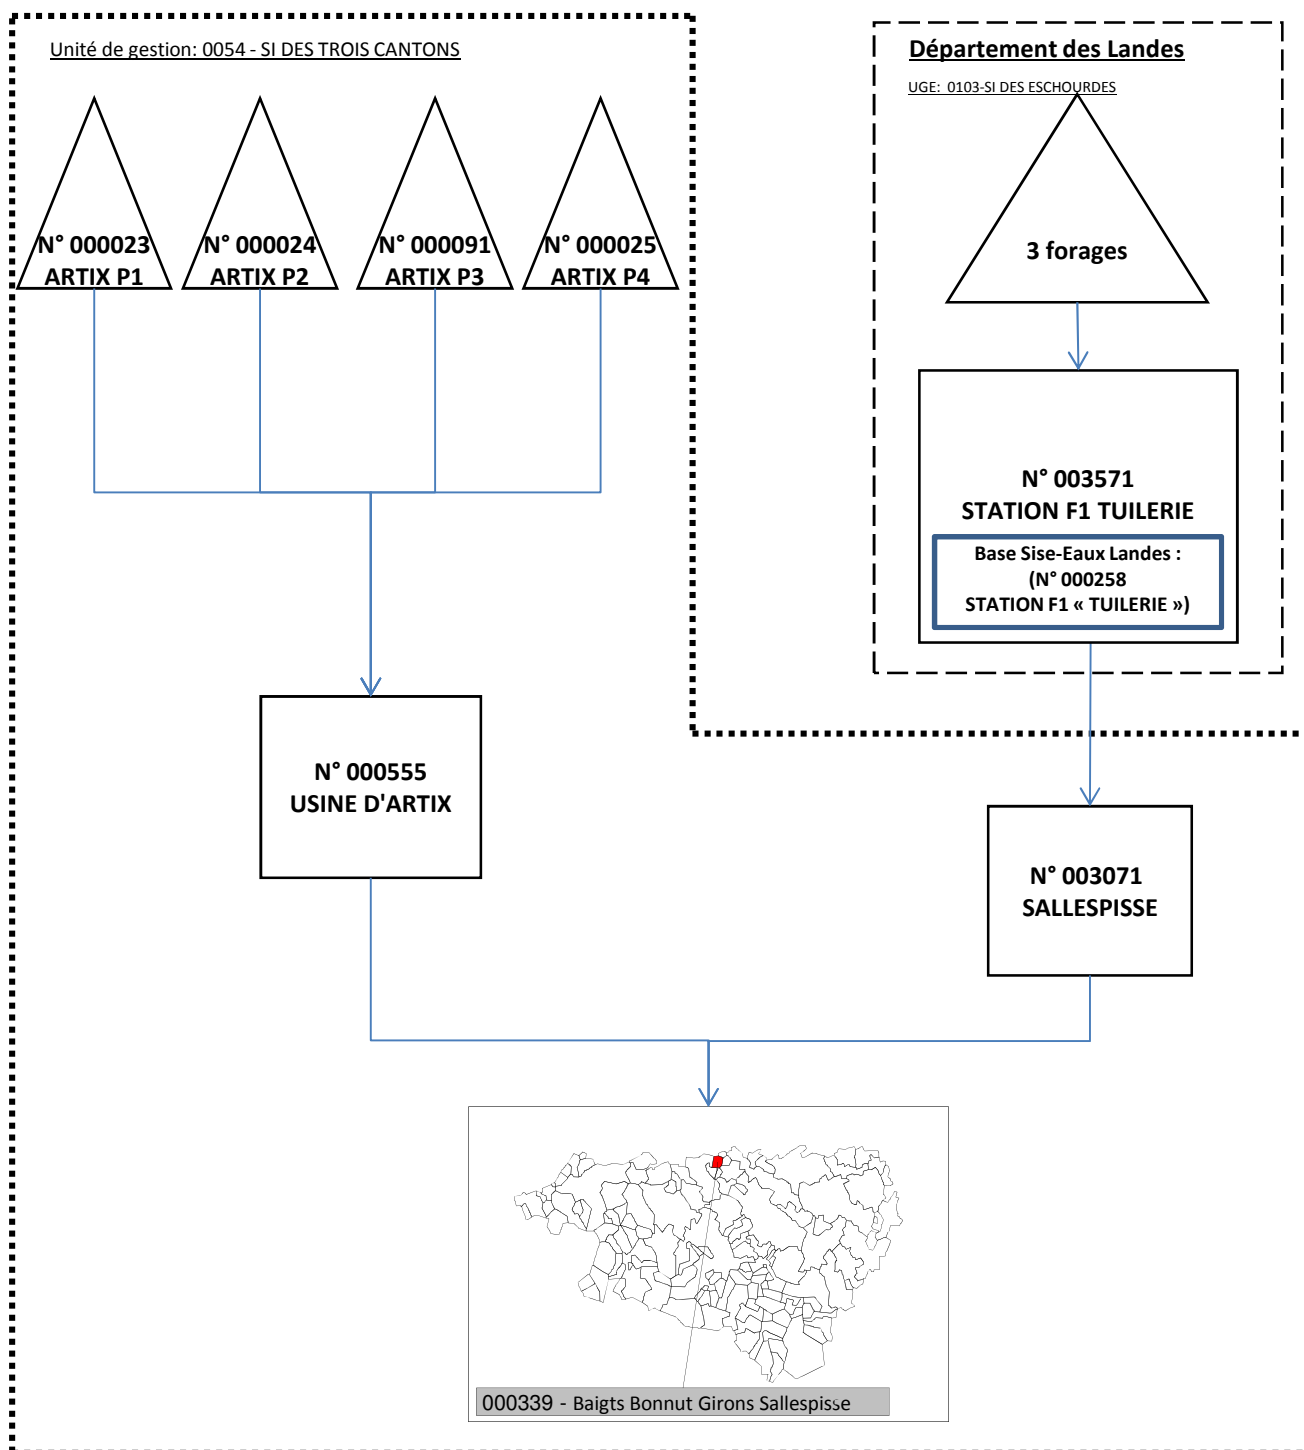 Unité de gestion: 0054 - SI DES TROIS CANTONS
Département des Landes
UGE: 0103-SI DES ESCHOURDES
N° 000023
ARTIX P1
N° 000024
ARTIX P2
N° 000091
ARTIX P3
N° 000025
ARTIX P4
3 forages
N° 003571
STATION F1 TUILERIE
Base Sise-Eaux Landes :
(N° 000258
STATION F1 « TUILERIE »)
N° 000555
USINE D'ARTIX
N° 003071
SALLESPISSE
000339 - Baigts Bonnut Girons Sallespisse